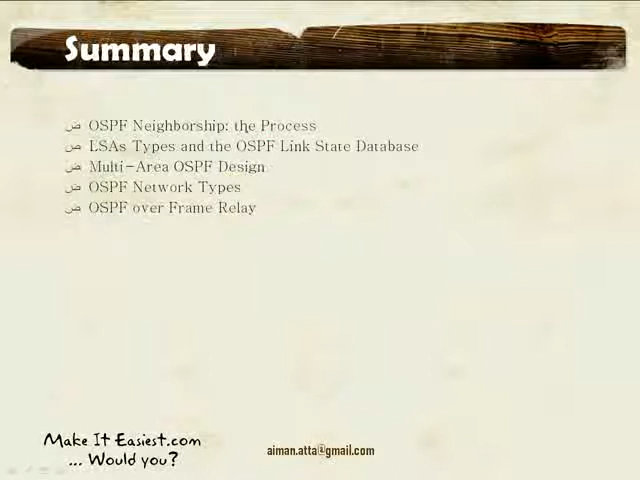 Summary
ض OSPF Neighborship: the Process
ض LSAs Types and the OSPF Link State Database
ض Multi-Area OSPF Design
ض OSPF Network Types
ض OSPF over Frame Relay
Make It Easiest.com
... Would you?
aiman.atta@gmail.com